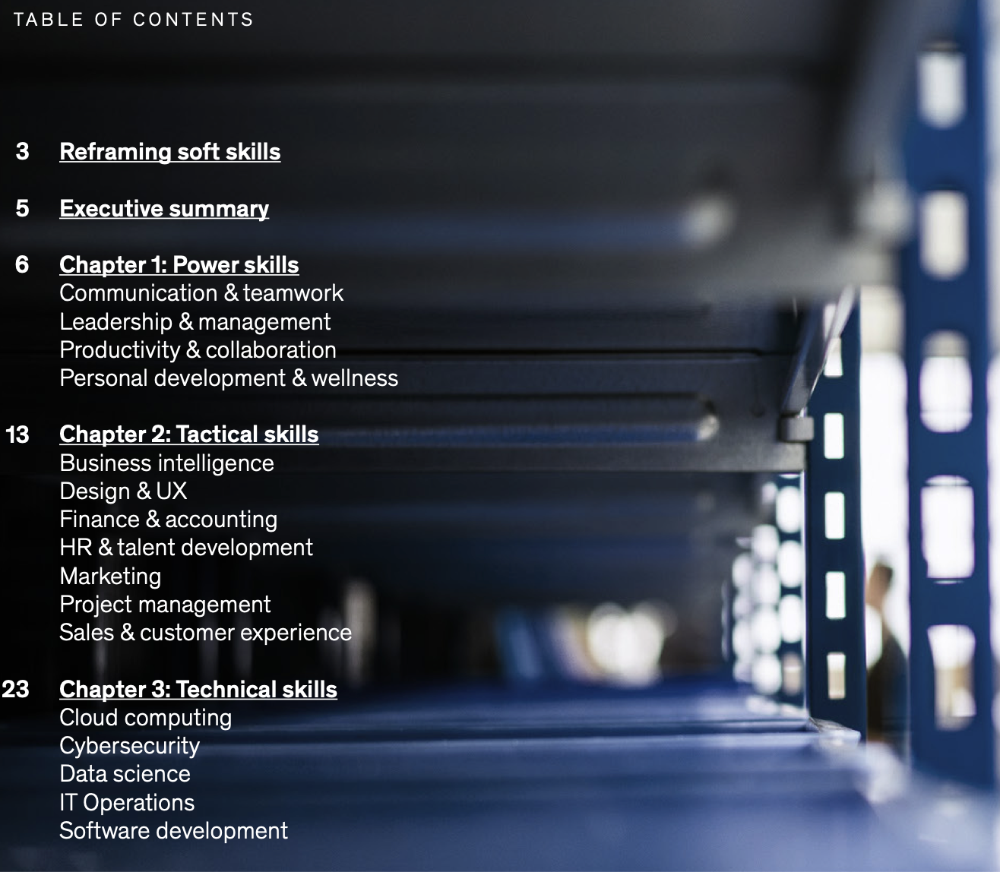 TABLE OF CONTENTS
3 Reframing soft skills
5 Executive summary
6 Chapter 1: Power skills
Communication & teamwork
Leadership & management
Productivity & collaboration
Personal development & wellness
13 Chapter 2: Tactical skills
Business intelligence
Design & UX
Finance & accounting
HR & talent development
Marketing
Project management
Sales & customer experience
23 Chapter 3: Technical skills
Cloud computing
Cybersecurity
Data science
IT Operations
Software development